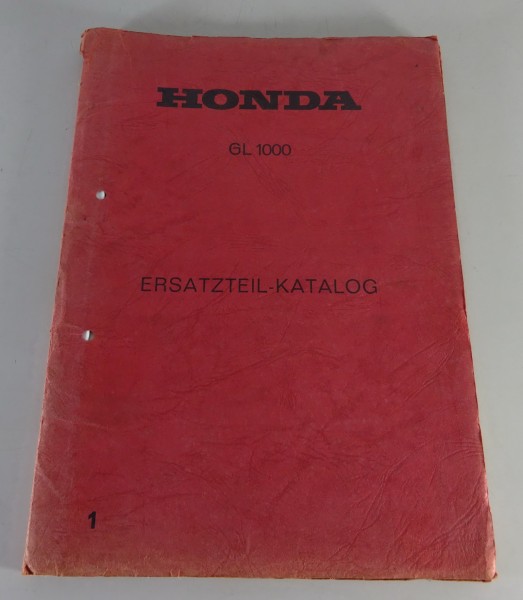 HONDA
GL 1000
ERSATZTEIL-KATALOG
1